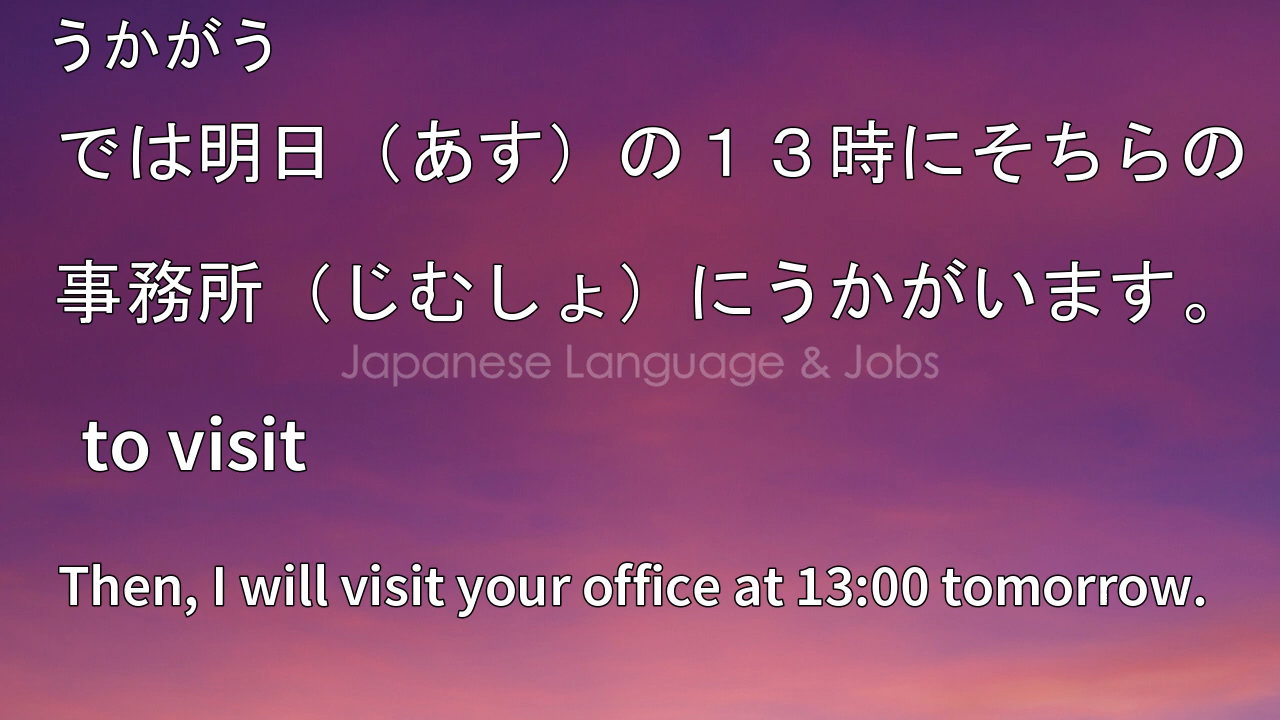 うかがう
では明日（あす）の１３時にそちらの
事務所（じむしょ）にうかがいます。
Japanese Language & Jobs
to visit
Then, I will visit your office at 13:00 tomorrow.